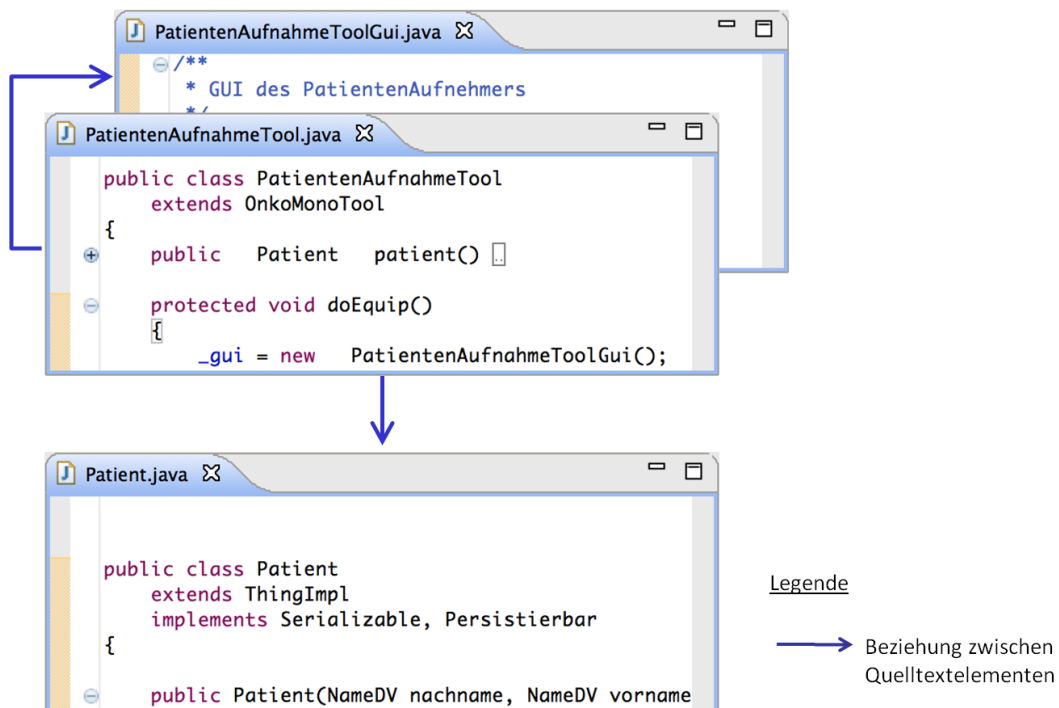 PatientenAufnahmeToolGui.java
/**
* GUI des PatientenAufnehmers
*/
PatientenAufnahmeTool.java
public class PatientenAufnahmeTool
extends OnkoMonoTool
{
public Patient patient() ..
protected void doEquip()
{
_gui = new PatientenAufnahmeToolGui();
Patient.java
public class Patient
extends ThingImpl
implements Serializable, Persistierbar
{
public Patient(NameDV nachname, NameDV vorname
Legende
Beziehung zwischen
Quelltextelementen